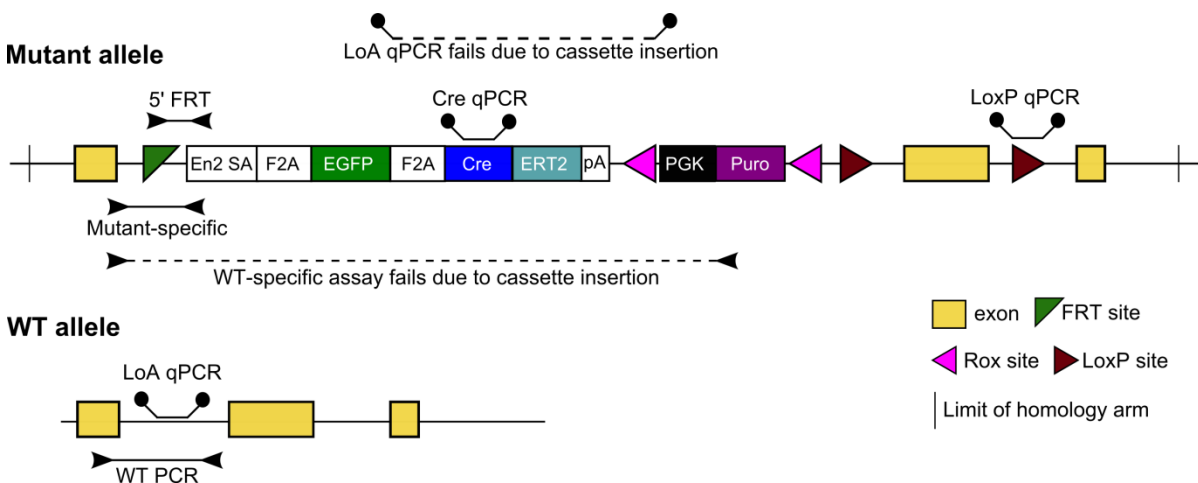 LoA qPCR fails due to cassette insertion
Mutant allele
5' FRT
Cre qPCR
LoxP qPCR
En2 SA F2A EGFP F2A Cre ERT2 pA PGK Puro
Mutant-specific
WT-specific assay fails due to cassette insertion
WT allele
LoA qPCR
WT PCR
exon FRT site
Rox site LoxP site
Limit of homology arm